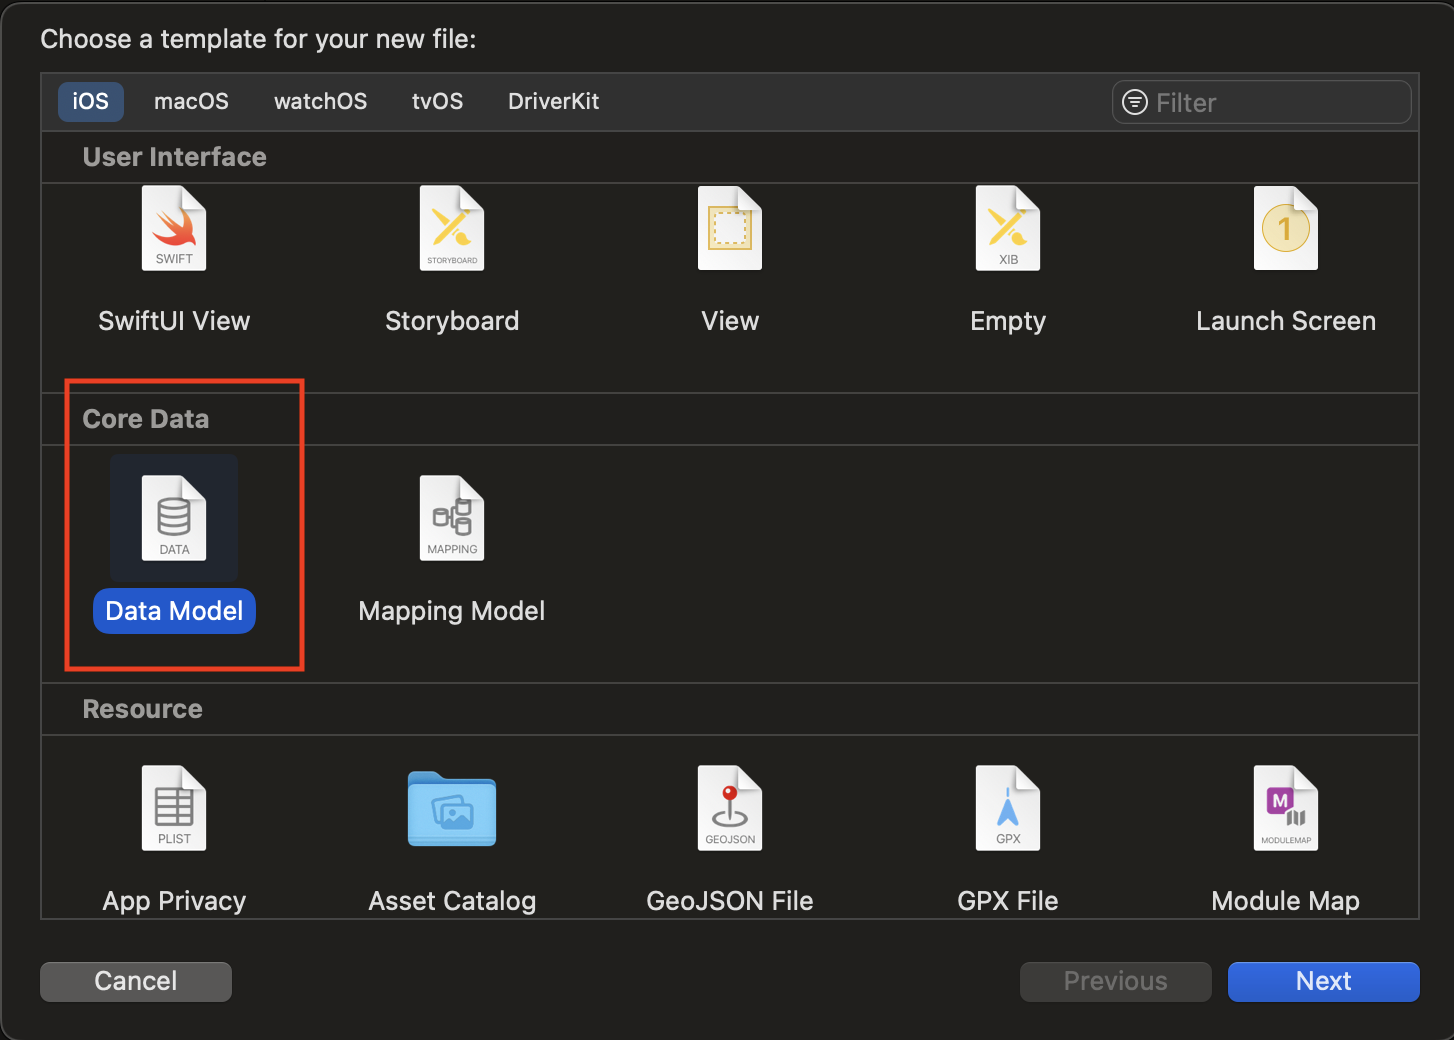 Choose a template for your new file:
iOS macOS watchOS tvOS DriverKit Filter
User Interface
SWIFT STORYBOARD XIB 1
SwiftUI View Storyboard View Empty Launch Screen
Core Data
DATA MAPPING
Data Model Mapping Model
Resource
M
PLIST GEOJSON GPX MODULEMAP
App Privacy Asset Catalog GeoJSON File GPX File Module Map
Cancel Previous Next